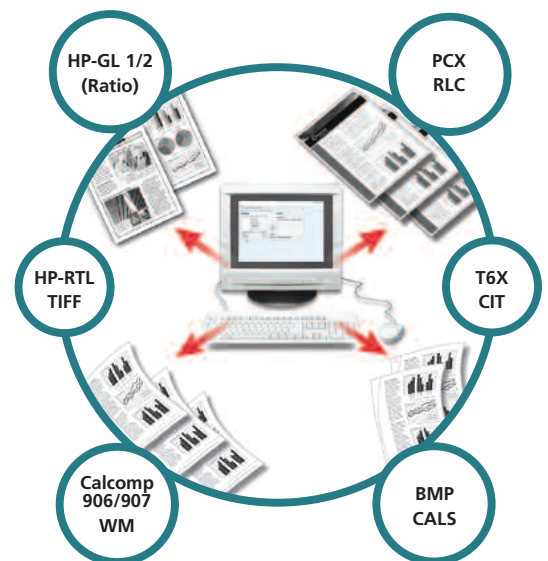 HP-GL 1/2
(Ratio)
PCX
RLC
HP-RTL
TIFF
T6X
CIT
Calcomp
906/907
WM
BMP
CALS